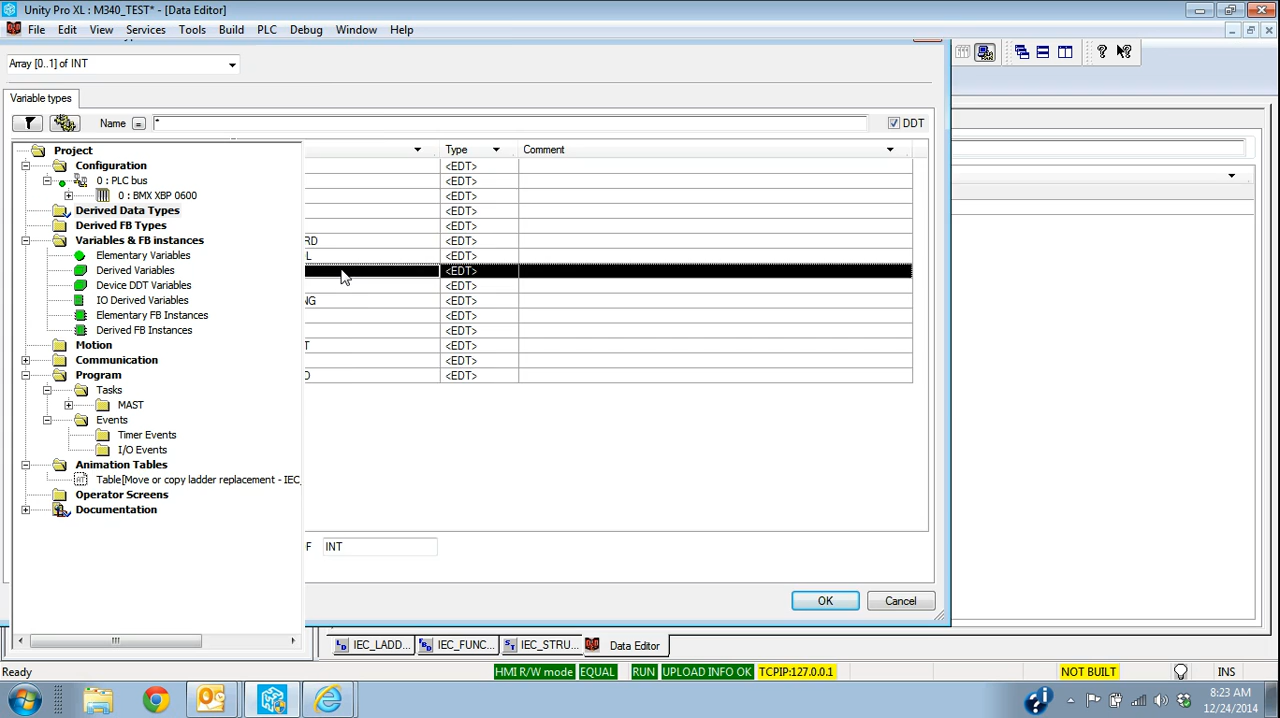 Unity Pro XL : M340_TEST* - [Data Editor]
File Edit View Services Tools Build PLC Debug Window Help
Array [0..1] of INT
Variable types
Name = * DDT
Type Comment
Project
Configuration <EDT>
0 : PLC bus <EDT>
0 : BMX XBP 0600 <EDT>
Derived Data Types <EDT>
Derived FB Types <EDT>
Variables & FB instances RD <EDT>
Elementary Variables L <EDT>
Derived Variables <EDT>
Device DDT Variables <EDT>
IO Derived Variables NG <EDT>
Elementary FB Instances <EDT>
Derived FB Instances <EDT>
Motion T <EDT>
Communication <EDT>
Program D <EDT>
Tasks
MAST
Events
Timer Events
I/O Events
Animation Tables
Table[Move or copy ladder replacement - IEC_
Operator Screens
Documentation
F INT
OK Cancel
IEC_LADD... IEC_FUNC... IEC_STRU... Data Editor
Ready HMI R/W mode EQUAL RUN UPLOAD INFO OK TCPIP:127.0.0.1 NOT BUILT INS
8:23 AM
12/24/2014